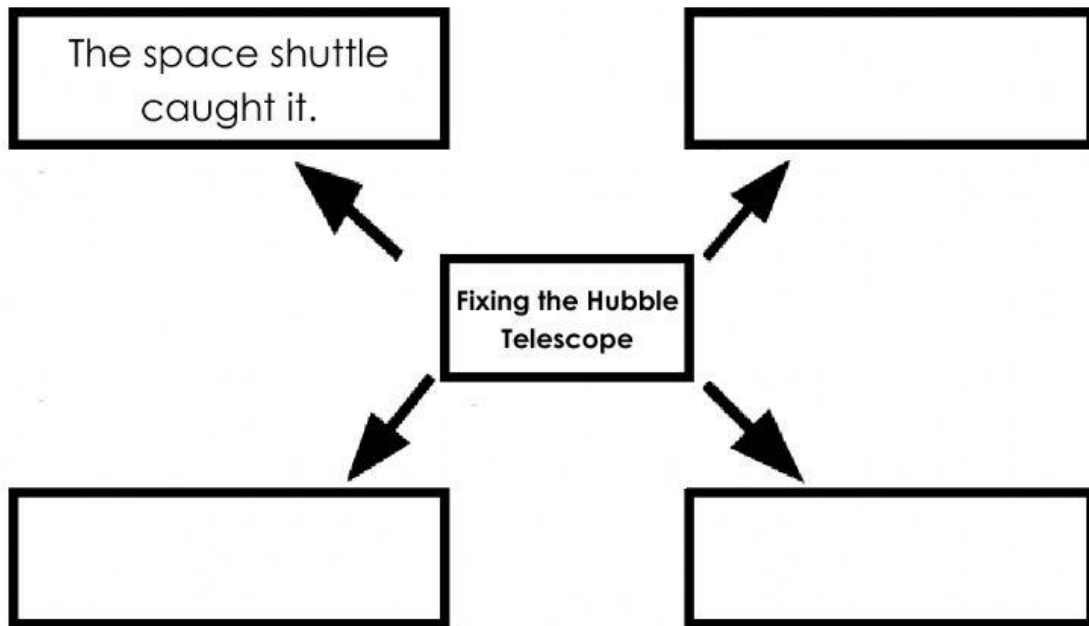 The space shuttle
caught it.
Fixing the Hubble
Telescope